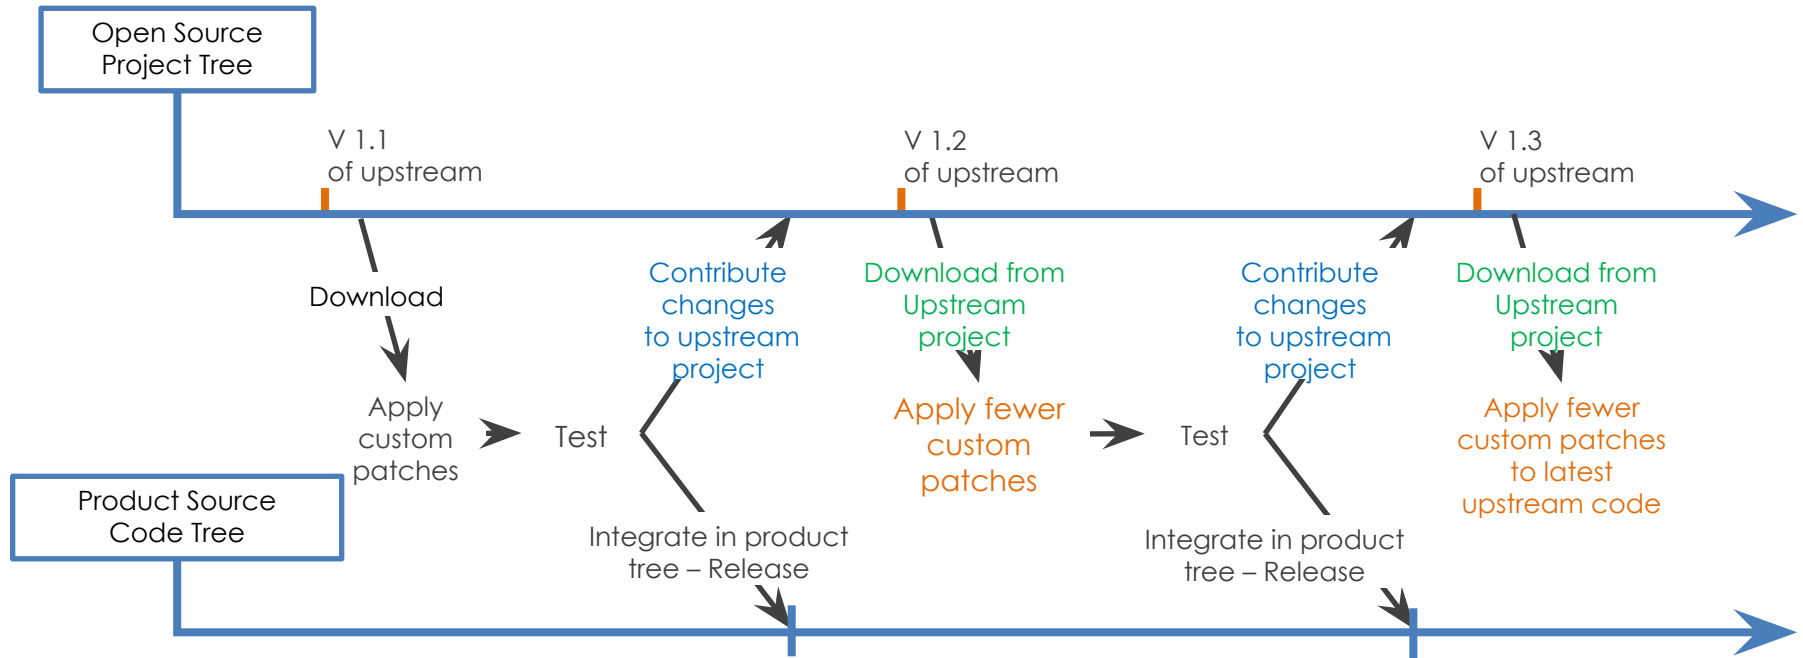 Open Source
Project Tree
V 1.1
of upstream
V 1.2
of upstream
V 1.3
of upstream
Download
Contribute
changes
to upstream
project
Download from
Upstream
project
Contribute
changes
to upstream
project
Download from
Upstream
project
Apply
custom
patches
Test
Apply fewer
custom
patches
Test
Apply fewer
custom patches
to latest
upstream code
Product Source
Code Tree
Integrate in product
tree – Release
Integrate in product
tree – Release